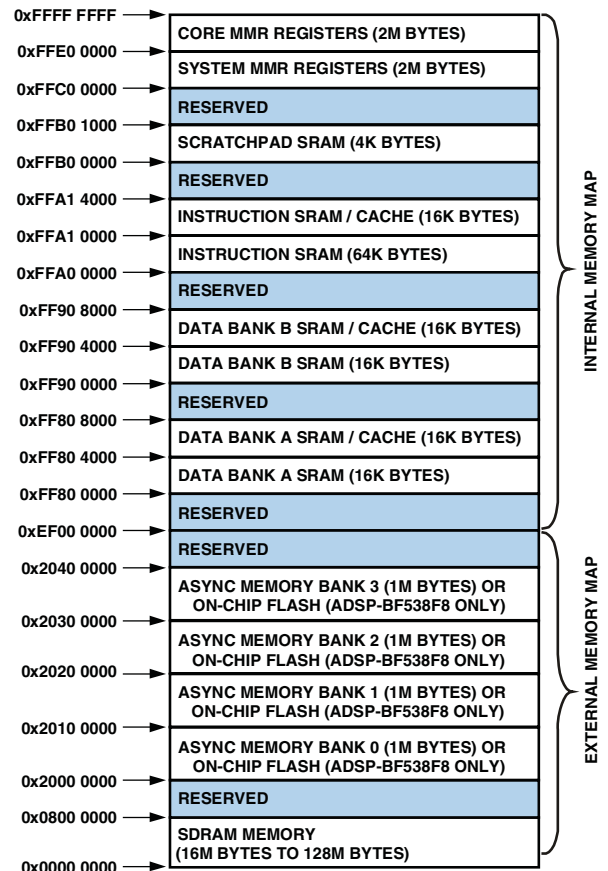 0xFFFF FFFF
CORE MMR REGISTERS (2M BYTES)
0xFFE0 0000
SYSTEM MMR REGISTERS (2M BYTES)
0xFFC0 0000
RESERVED
0xFFB0 1000
SCRATCHPAD SRAM (4K BYTES)
0xFFB0 0000
RESERVED
0xFFA1 4000
INSTRUCTION SRAM / CACHE (16K BYTES)
0xFFA1 0000
INSTRUCTION SRAM (64K BYTES)
0xFFA0 0000
RESERVED
0xFF90 8000
DATA BANK B SRAM / CACHE (16K BYTES)
0xFF90 4000
DATA BANK B SRAM (16K BYTES)
0xFF90 0000
RESERVED
0xFF80 8000
DATA BANK A SRAM / CACHE (16K BYTES)
0xFF80 4000
DATA BANK A SRAM (16K BYTES)
0xFF80 0000
RESERVED
0xEF00 0000
RESERVED
0x2040 0000
ASYNC MEMORY BANK 3 (1M BYTES) OR
ON-CHIP FLASH (ADSP-BF538F8 ONLY)
0x2030 0000
ASYNC MEMORY BANK 2 (1M BYTES) OR
ON-CHIP FLASH (ADSP-BF538F8 ONLY)
0x2020 0000
ASYNC MEMORY BANK 1 (1M BYTES) OR
ON-CHIP FLASH (ADSP-BF538F8 ONLY)
0x2010 0000
ASYNC MEMORY BANK 0 (1M BYTES) OR
ON-CHIP FLASH (ADSP-BF538F8 ONLY)
0x2000 0000
RESERVED
0x0800 0000
SDRAM MEMORY
(16M BYTES TO 128M BYTES)
0x0000 0000
INTERNAL MEMORY MAP
EXTERNAL MEMORY MAP